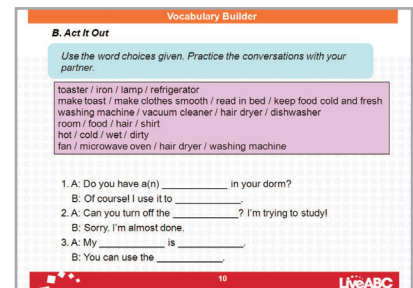 Vocabulary Builder
B. Act It Out
Use the word choices given. Practice the conversations with your
partner.
toaster / iron / lamp / refrigerator
make toast / make clothes smooth / read in bed / keep food cold and fresh
washing machine / vacuum cleaner / hair dryer / dishwasher
room / food / hair / shirt
hot / cold / wet / dirty
fan / microwave oven / hair dryer / washing machine
1. A: Do you have a(n) ____________ in your dorm?
B: Of course! I use it to ____________.
2. A: Can you turn off the ____________? I'm trying to study!
B: Sorry. I'm almost done.
3. A: My ____________ is ____________.
B: You can use the ____________.
10
LiveABC